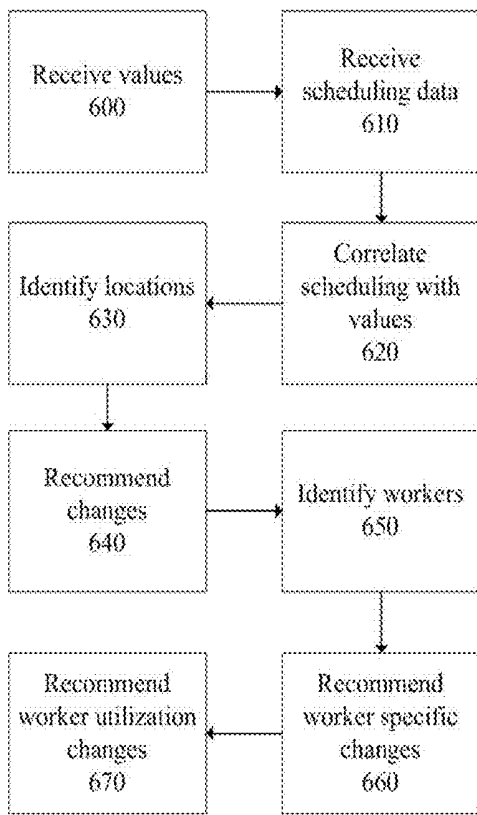 Receive values
600
Receive
scheduling data
610
Correlate
scheduling with
values
620
Identify locations
630
Recommend
changes
640
Identify workers
650
Recommend
worker specific
changes
660
Recommend
worker utilization
changes
670